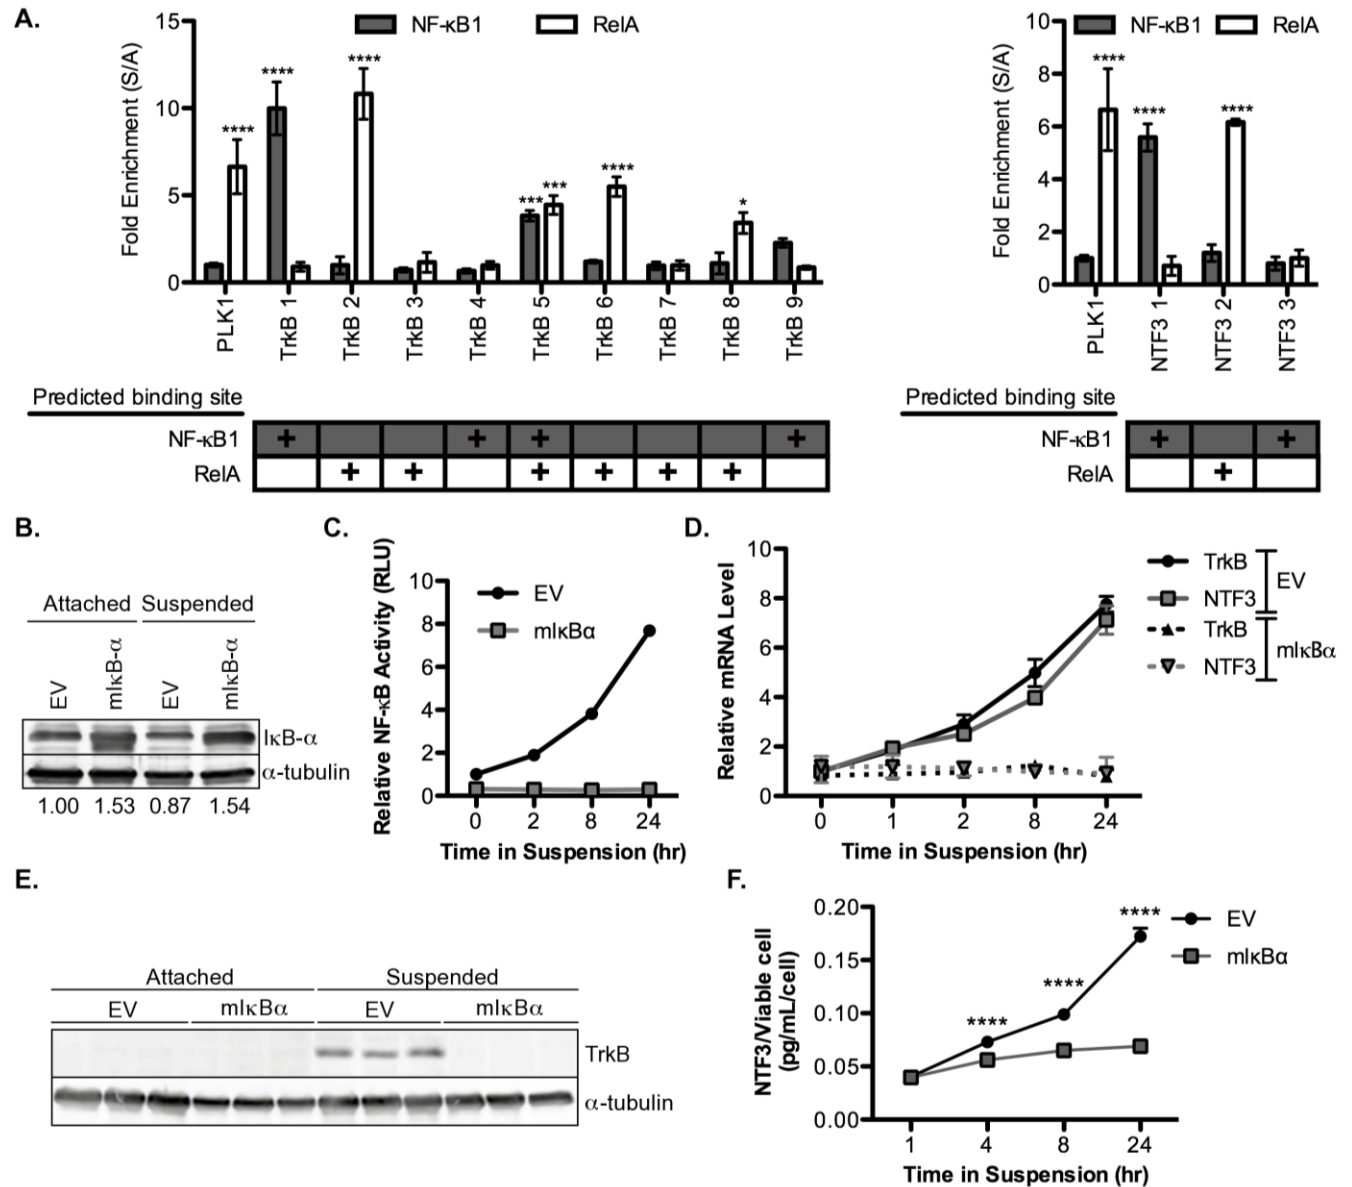 A.
NF-κB1 RelA
Fold Enrichment (S/A)
15
10
5
0
****
****
****
***
***
****
*
PLK1 TrkB 1 TrkB 2 TrkB 3 TrkB 4 TrkB 5 TrkB 6 TrkB 7 TrkB 8 TrkB 9
Predicted binding site
NF-κB1 + + + +
RelA + + + + + +
NF-κB1 RelA
Fold Enrichment (S/A)
10
8
6
4
2
0
****
****
****
PLK1 NTF3 1 NTF3 2 NTF3 3
Predicted binding site
NF-κB1 + +
RelA +
B.
Attached Suspended
EV mIκB-α EV mIκB-α
IκB-α
α-tubulin
1.00 1.53 0.87 1.54
C.
Relative NF-κB Activity (RLU)
10
8
6
4
2
0
EV
mIκBα
0 2 8 24
Time in Suspension (hr)
D.
Relative mRNA Level
10
8
6
4
2
0
TrkB
NTF3
EV
TrkB
NTF3
mIκBα
0 1 2 8 24
Time in Suspension (hr)
E.
Attached Suspended
EV mIκBα EV mIκBα
TrkB
α-tubulin
F.
NTF3/Viable cell
(pg/mL/cell)
0.20
0.15
0.10
0.05
0.00
****
****
****
EV
mIκBα
1 4 8 24
Time in Suspension (hr)